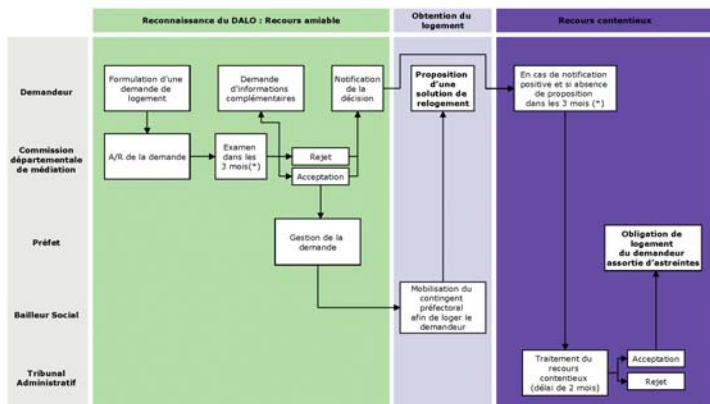 Reconnaissance du DALO : Recours amiable
Obtention du
logement
Recours contentieux
Demandeur
Formulation d'une
demande de
logement
Demande
d'informations
complémentaires
Notification
de la
décision
Proposition
d'une
solution de
relogement
En cas de notification
positive et si absence
de proposition
dans les 3 mois (*)
Commission
départementale
de médiation
A/R de la demande
Examen
dans les
3 mois(*)
Rejet
Acceptation
Préfet
Gestion de la
demande
Obligation de
logement
du demandeur
assortie d'astreintes
Bailleur Social
Mobilisation du
contingent
préfectoral
afin de loger le
demandeur
Tribunal
Administratif
Traitement du
recours
contentieux
(délai de 2 mois)
Acceptation
Rejet